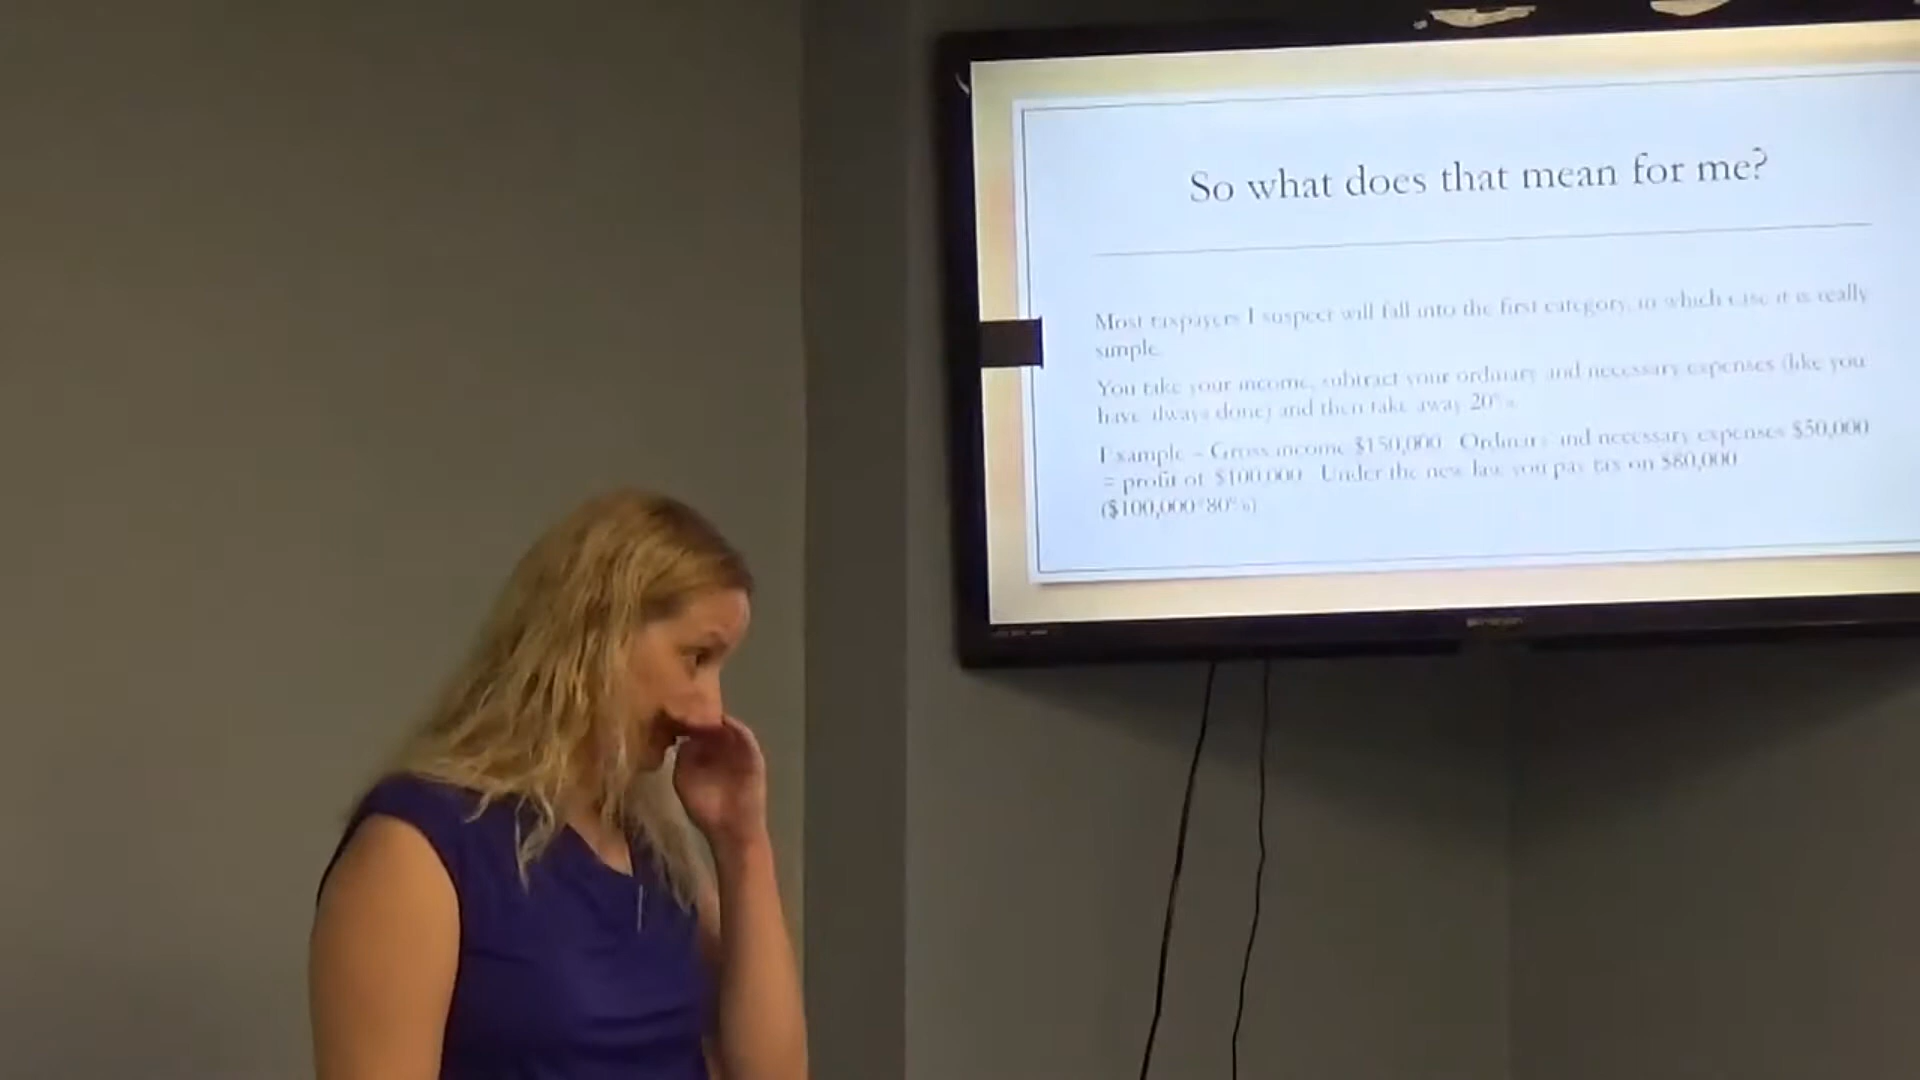 So what does that mean for me?
Most taxpayers I suspect will fall into the first category, in which case it is really
simple.
You take your income, subtract your ordinary and necessary expenses (like you
have always done) and then take away 20%.
Example – Gross income $150,000 Ordinary and necessary expenses $50,000
= profit of $100,000 Under the new law you pay tax on $80,000
($100,000*80%)